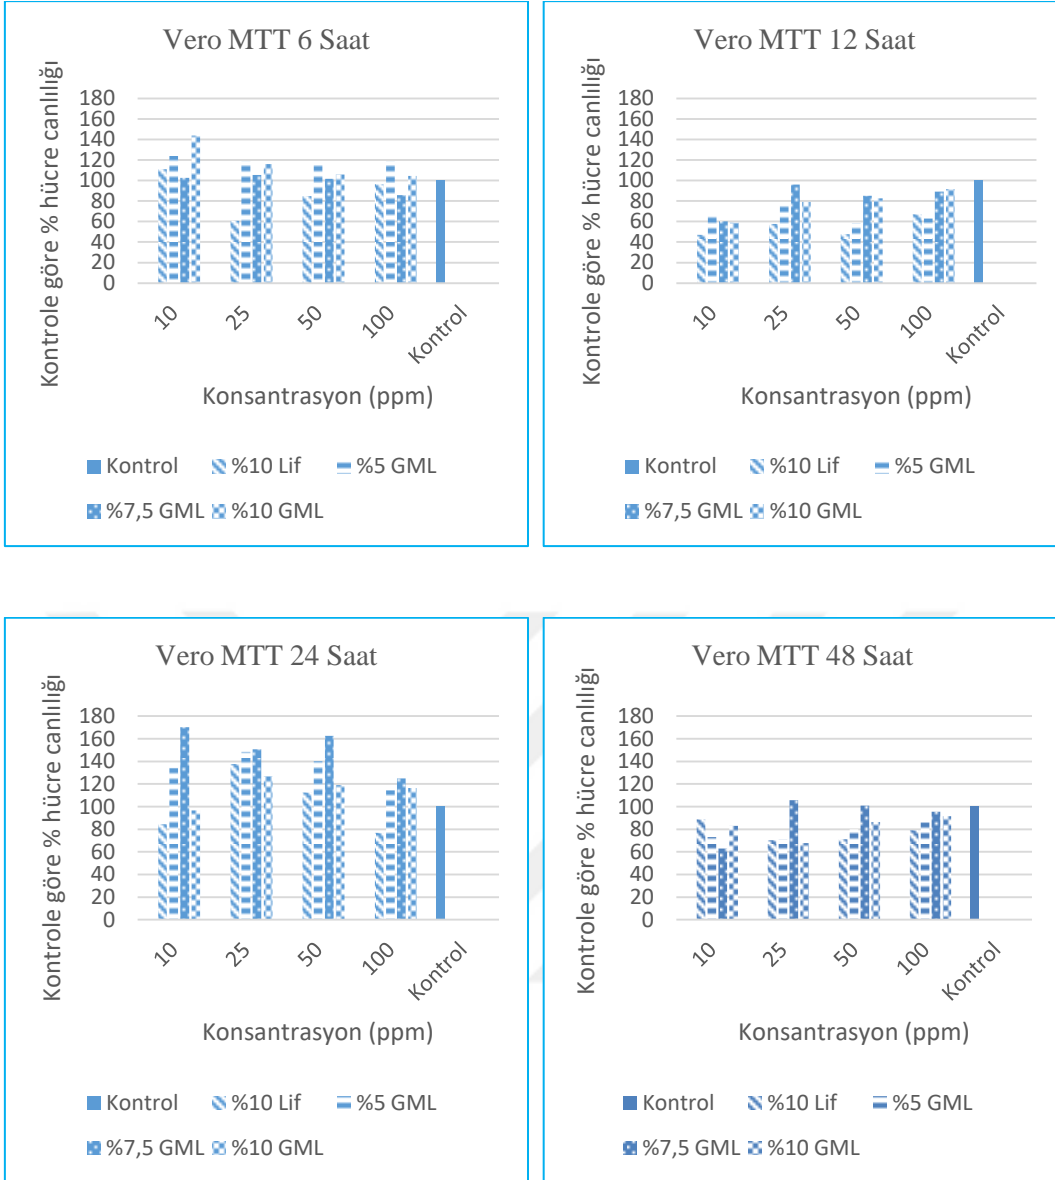 Vero MTT 6 Saat
Kontrole göre % hücre canlılığı
180
160
140
120
100
80
60
40
20
0
10 25 50 100 Kontrol
Konsantrasyon (ppm)
Kontrol %10 Lif %5 GML
%7,5 GML %10 GML
Vero MTT 12 Saat
Kontrole göre % hücre canlılığı
180
160
140
120
100
80
60
40
20
0
10 25 50 100 Kontrol
Konsantrasyon (ppm)
Kontrol %10 Lif %5 GML
%7,5 GML %10 GML
Vero MTT 24 Saat
Kontrole göre % hücre canlılığı
180
160
140
120
100
80
60
40
20
0
10 25 50 100 Kontrol
Konsantrasyon (ppm)
Kontrol %10 Lif %5 GML
%7,5 GML %10 GML
Vero MTT 48 Saat
Kontrole göre % hücre canlılığı
180
160
140
120
100
80
60
40
20
0
10 25 50 100 Kontrol
Konsantrasyon (ppm)
Kontrol %10 Lif %5 GML
%7,5 GML %10 GML